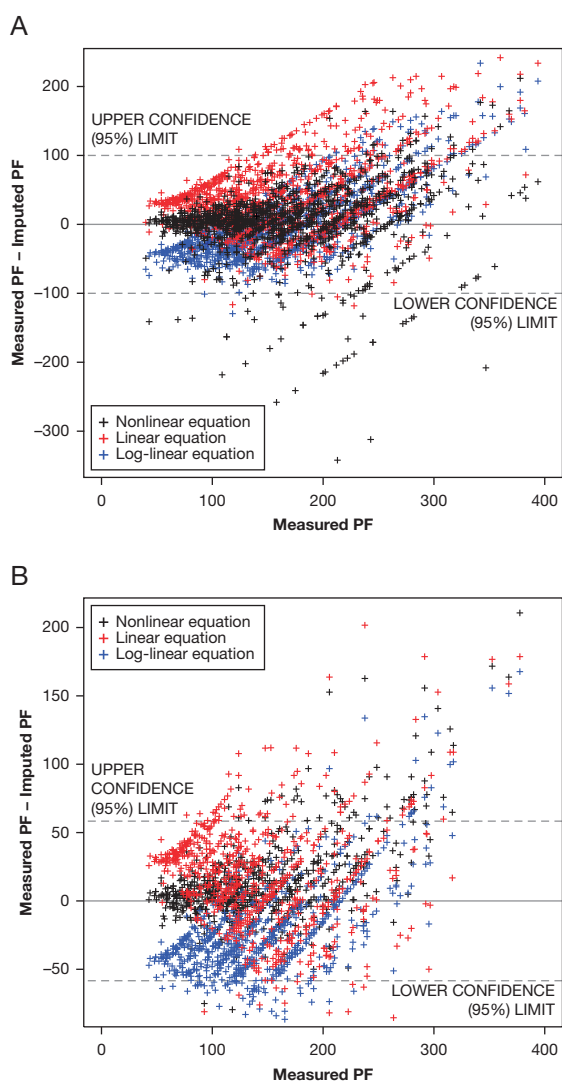 A
200
100
0
−100
−200
−300
Measured PF − Imputed PF
UPPER CONFIDENCE
(95%) LIMIT
LOWER CONFIDENCE
(95%) LIMIT
Nonlinear equation
Linear equation
Log-linear equation
0
100
200
300
400
Measured PF
B
200
150
100
50
0
−50
Measured PF − Imputed PF
Nonlinear equation
Linear equation
Log-linear equation
UPPER
CONFIDENCE
(95%) LIMIT
LOWER CONFIDENCE
(95%) LIMIT
0
100
200
300
400
Measured PF